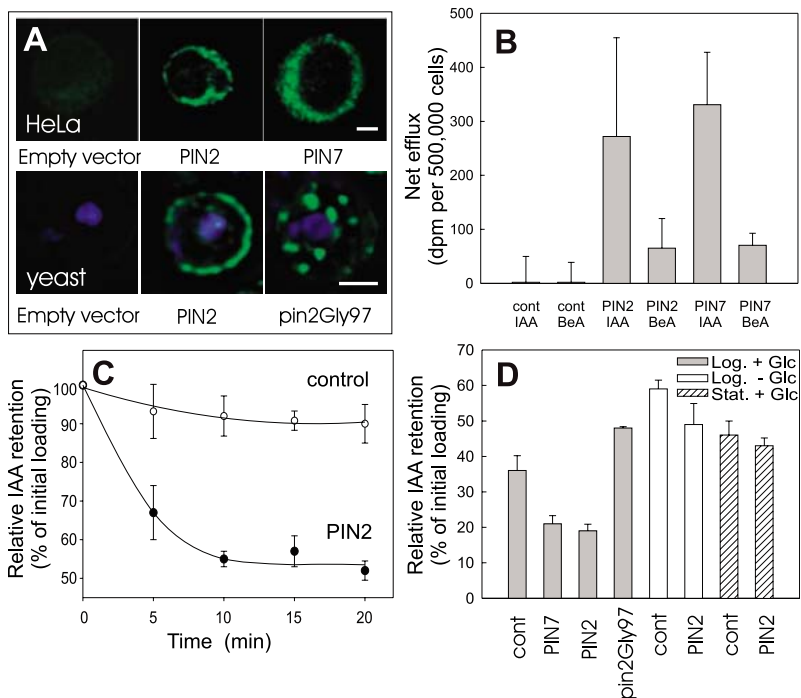 A
HeLa
Empty vector PIN2 PIN7
yeast
Empty vector PIN2 pin2Gly97
B
Net efflux
(dpm per 500,000 cells)
500
400
300
200
100
0
cont IAA
cont BeA
PIN2 IAA
PIN2 BeA
PIN7 IAA
PIN7 BeA
C
Relative IAA retention
(% of initial loading)
100
90
80
70
60
50
control
PIN2
0 5 10 15 20
Time (min)
D
Relative IAA retention
(% of initial loading)
70
60
50
40
30
20
10
0
Log. + Glc
Log. - Glc
Stat. + Glc
cont
PIN7
PIN2
pin2Gly97
cont
PIN2
cont
PIN2